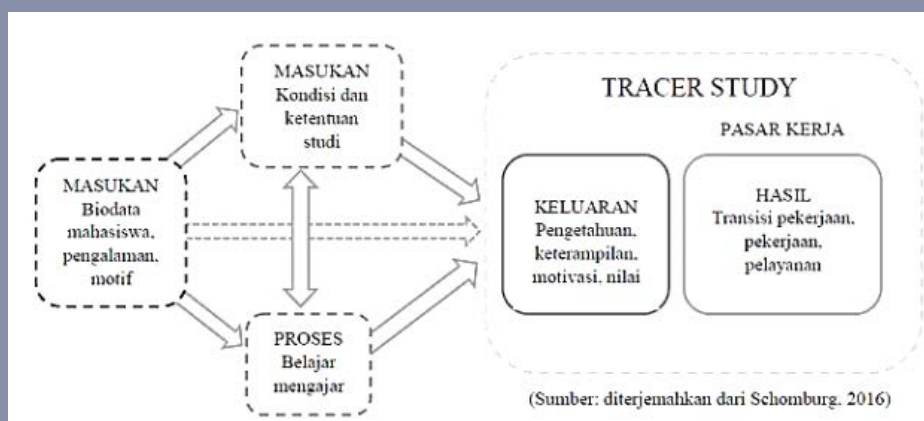 MASUKAN
Biodata
mahasiswa,
pengalaman,
motif
MASUKAN
Kondisi dan
ketentuan
studi
PROSES
Belajar
mengajar
TRACER STUDY
PASAR KERJA
KELUARAN
Pengetahuan,
keterampilan,
motivasi, nilai
HASIL
Transisi pekerjaan,
pekerjaan,
pelayanan
(Sumber: diterjemahkan dari Schomburg, 2016)